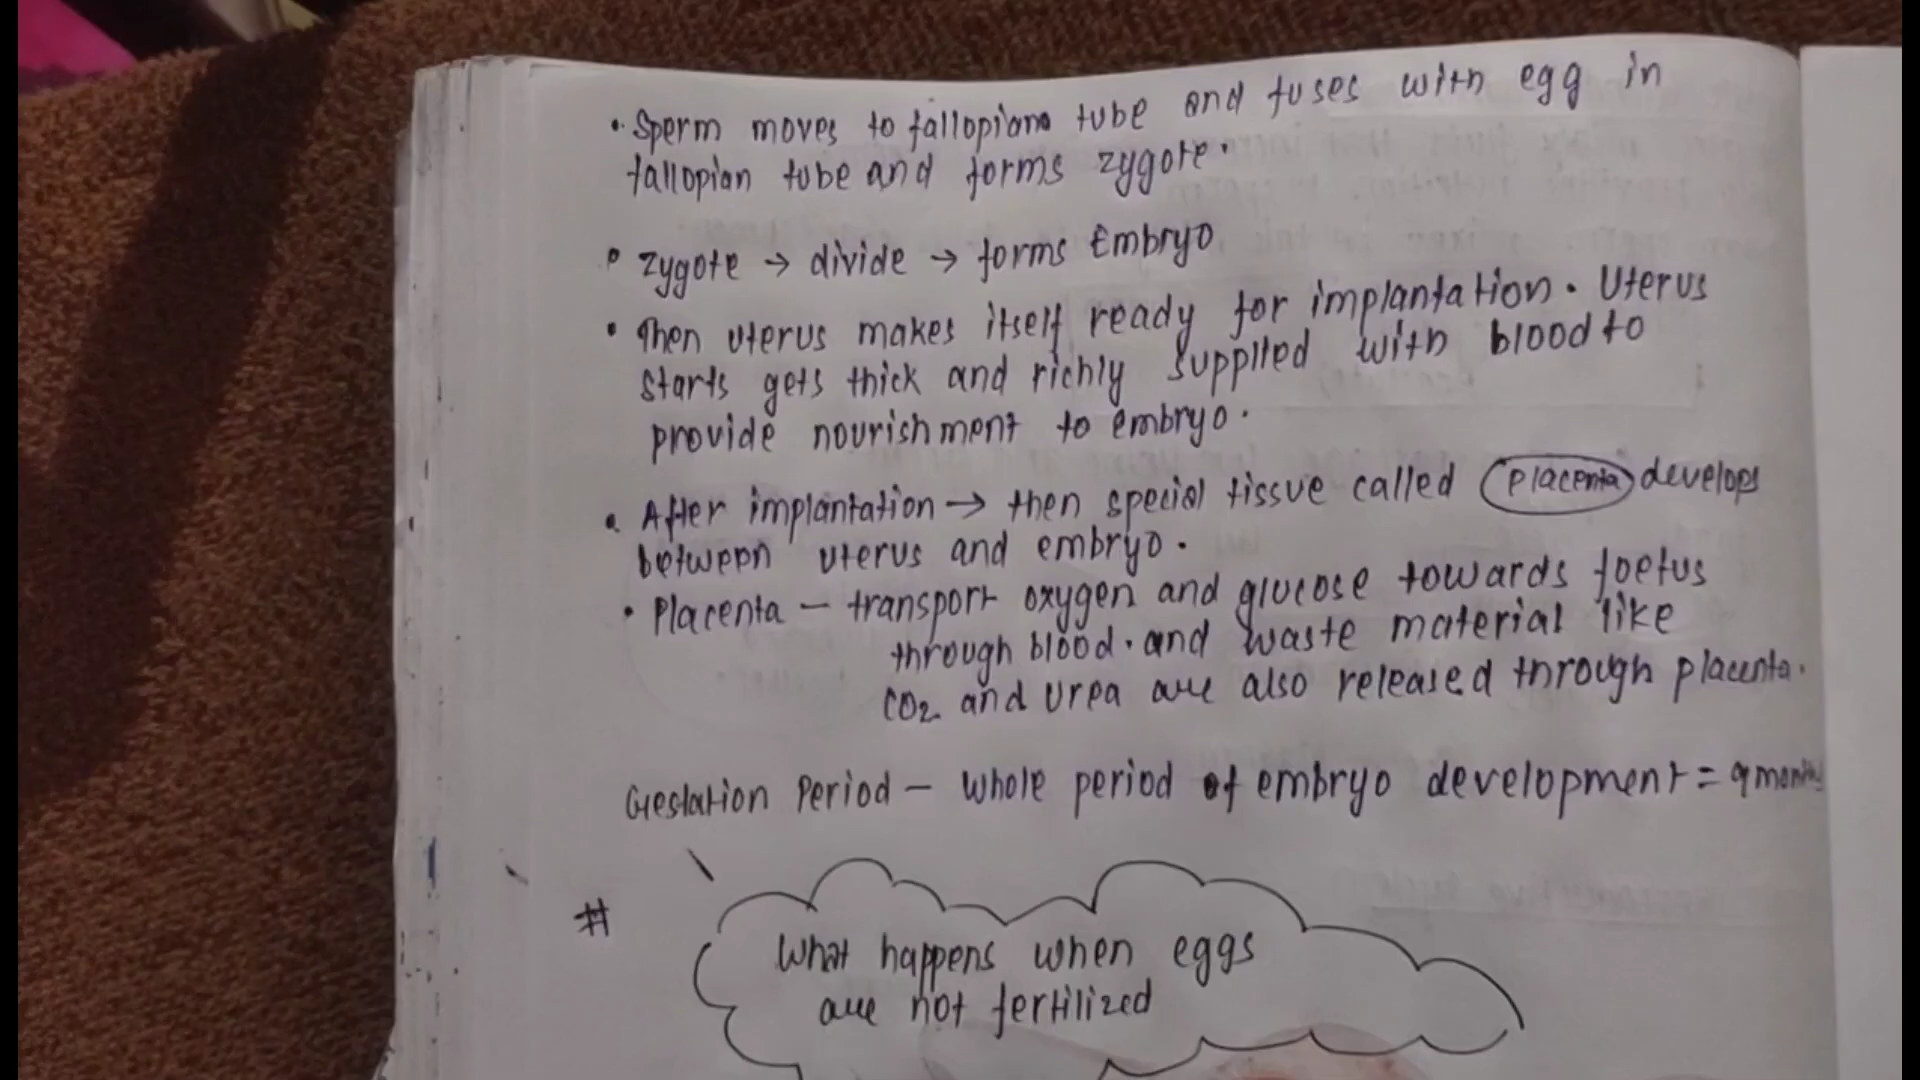 • Sperm moves to fallopian tube and fuses with egg in
fallopian tube and forms zygote.
• zygote → divide → forms Embryo
• Then uterus makes itself ready for implantation. Uterus
starts gets thick and richly supplied with blood to
provide nourishment to embryo.
• After implantation → then special tissue called placenta develops
between uterus and embryo.
• Placenta – transport oxygen and glucose towards foetus
through blood. and waste material like
CO2 and urea are also released through placenta.
Gestation Period – whole period of embryo development = 9 months
# What happens when eggs
are not fertilized